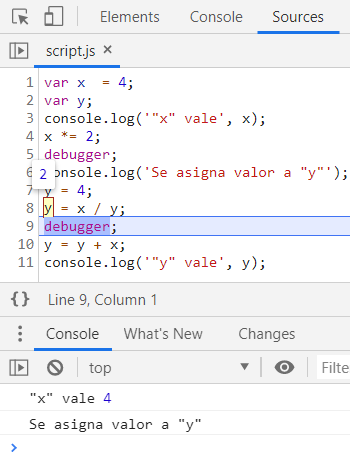 Elements Console Sources
script.js ×
1 var x  = 4;
2 var y;
3 console.log('"x" vale', x);
4 x *= 2;
5 debugger;
6 onsole.log('Se asigna valor a "y"');
2
7 y = 4;
8 y = x / y;
9 debugger;
10 y = y + x;
11 console.log('"y" vale', y);
{} Line 9, Column 1
Console What's New Changes
top ▼ Filte
"x" vale 4
Se asigna valor a "y"
>